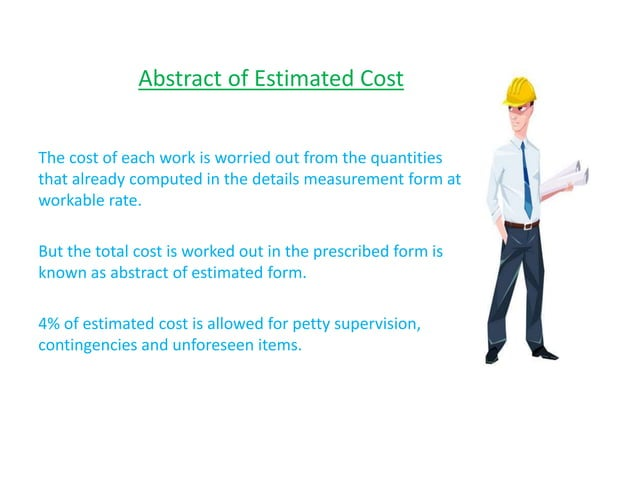 Abstract of Estimated Cost
The cost of each work is worried out from the quantities
that already computed in the details measurement form at
workable rate.
But the total cost is worked out in the prescribed form is
known as abstract of estimated form.
4% of estimated cost is allowed for petty supervision,
contingencies and unforeseen items.